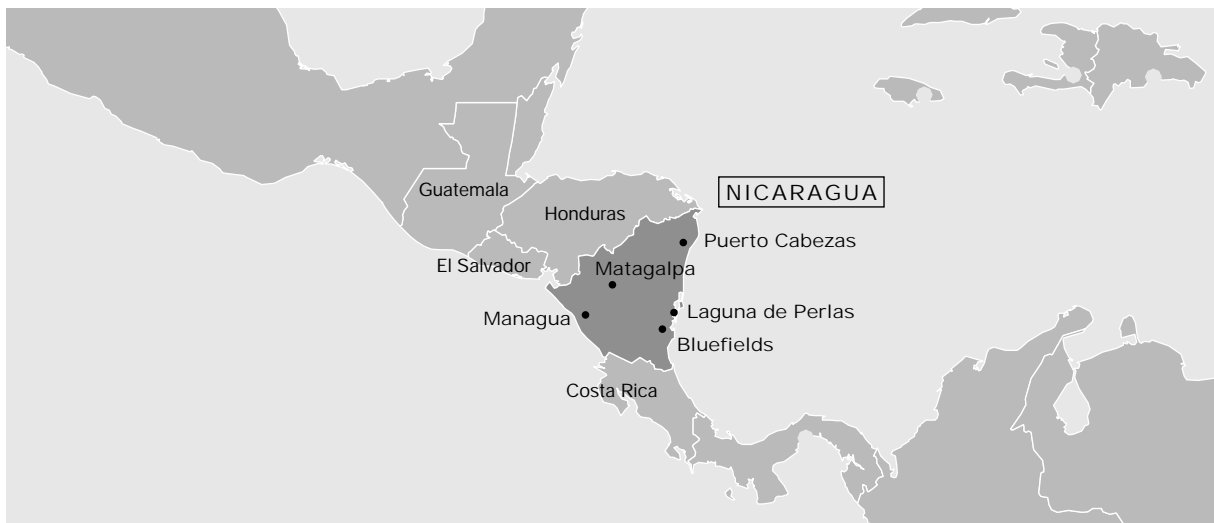 Guatemala
NICARAGUA
Honduras
Puerto Cabezas
El Salvador
Matagalpa
Laguna de Perlas
Managua
Bluefields
Costa Rica